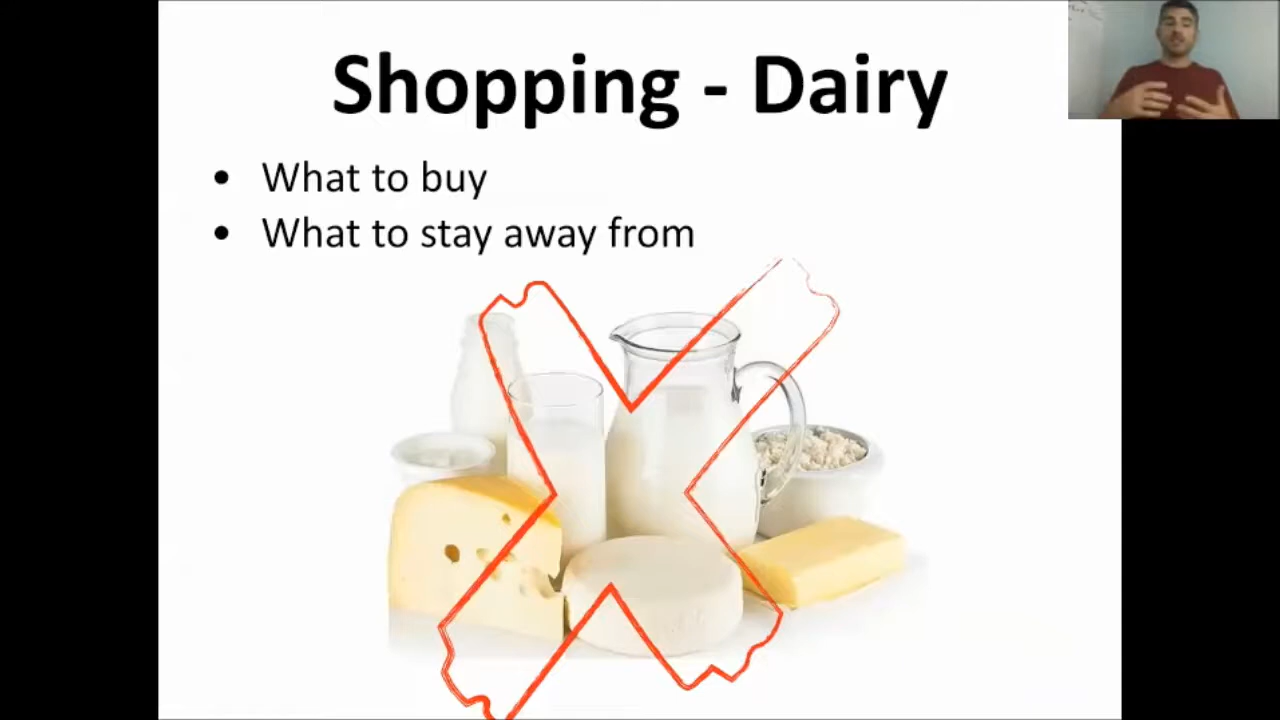 Shopping - Dairy
• What to buy
• What to stay away from